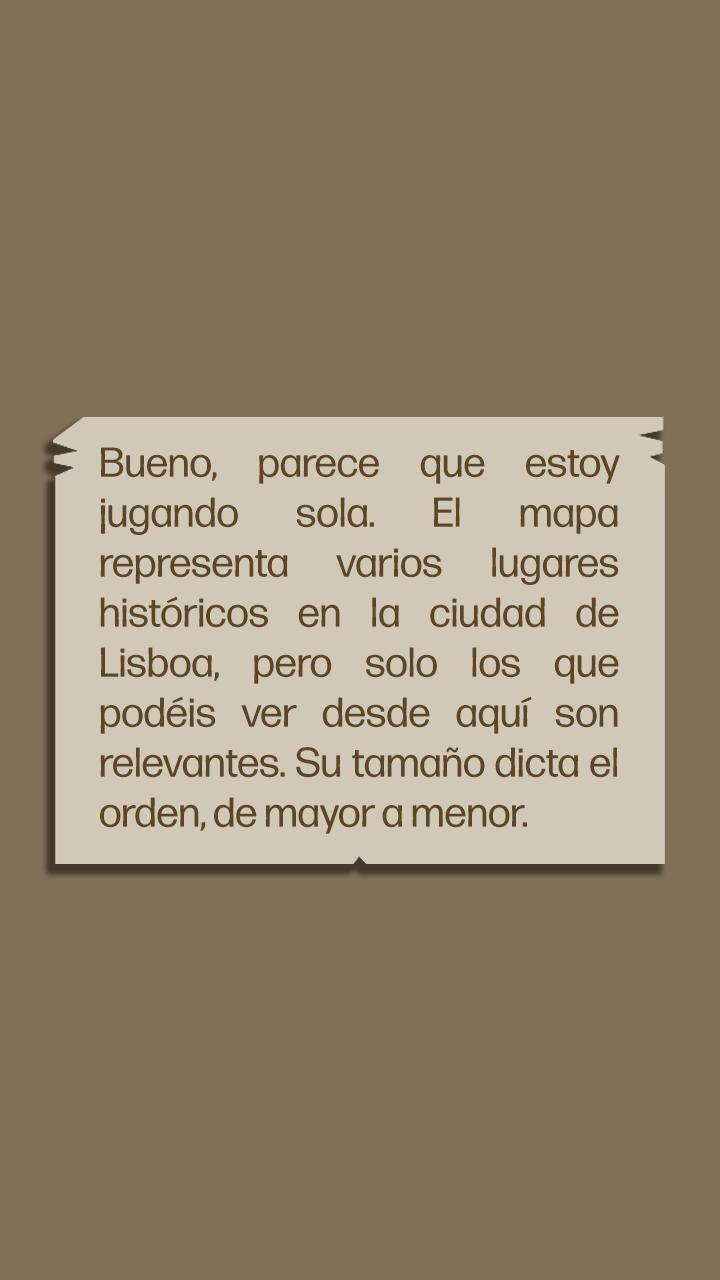 Bueno, parece que estoy
jugando sola. El mapa
representa varios lugares
históricos en la ciudad de
Lisboa, pero solo los que
podéis ver desde aquí son
relevantes. Su tamaño dicta el
orden, de mayor a menor.